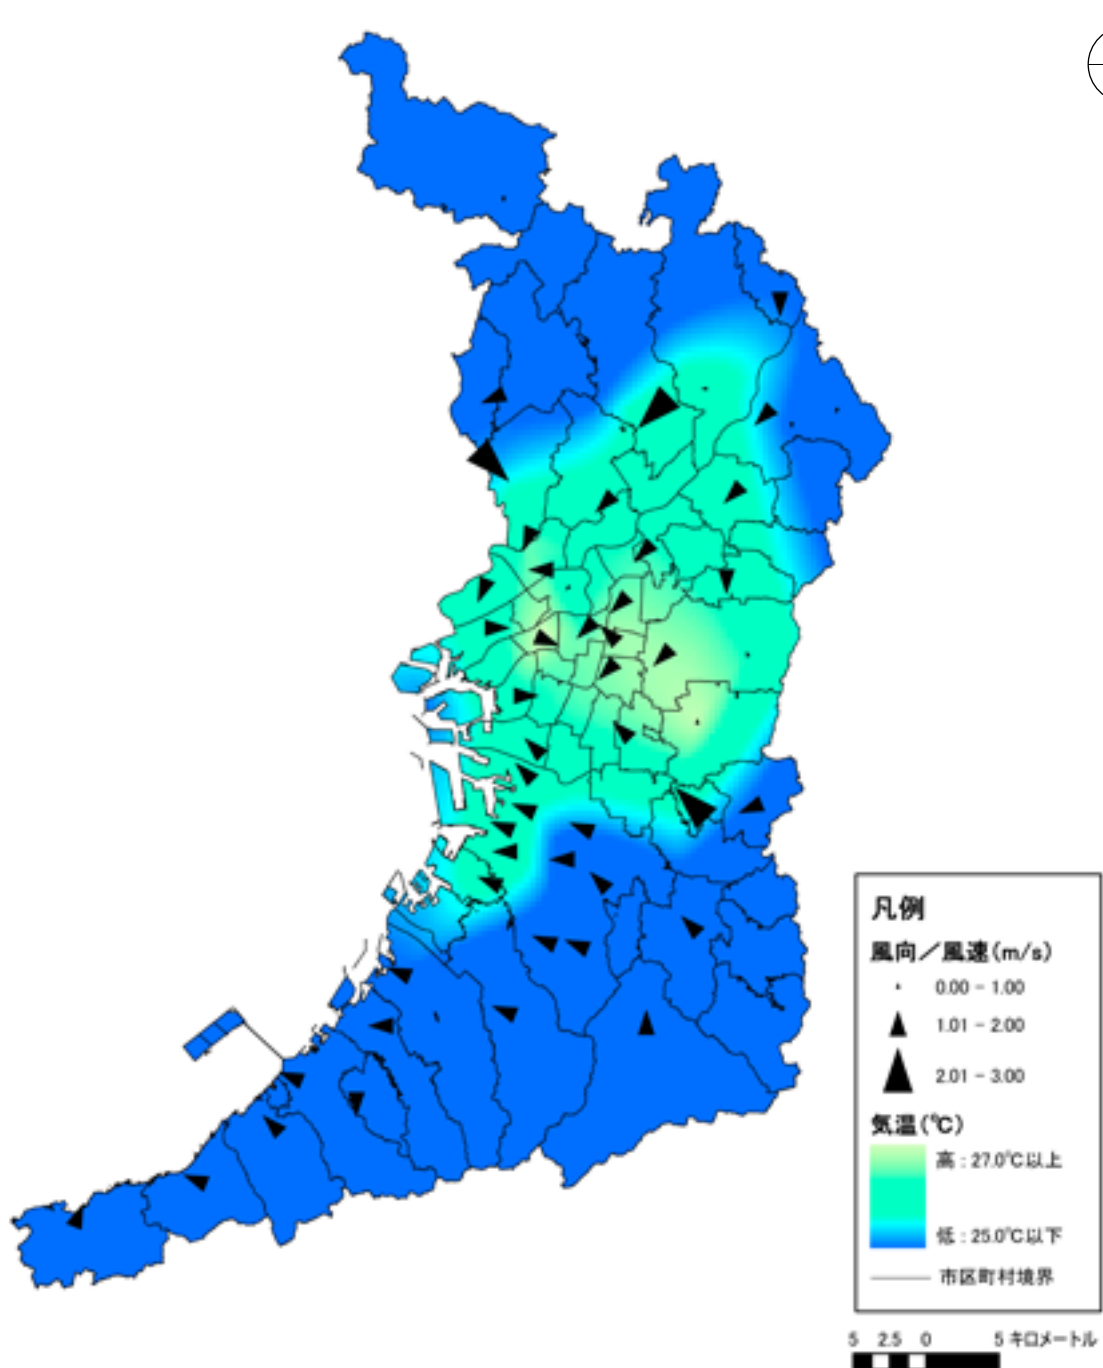 凡例
風向／風速(m/s)
0.00 - 1.00
1.01 - 2.00
2.01 - 3.00
気温(℃)
高 : 27.0℃以上
低 : 25.0℃以下
市区町村境界
5 2.5 0 5 キロメートル